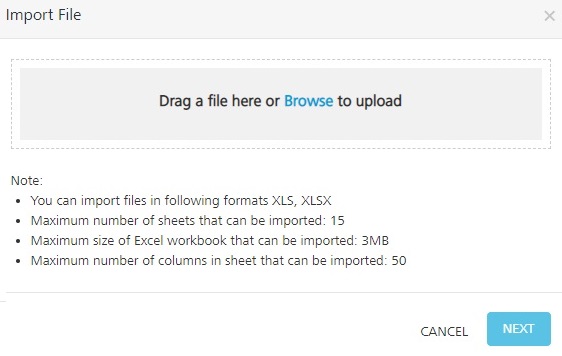 Import File
Drag a file here or Browse to upload
Note:
• You can import files in following formats XLS, XLSX
• Maximum number of sheets that can be imported: 15
• Maximum size of Excel workbook that can be imported: 3MB
• Maximum number of columns in sheet that can be imported: 50
CANCEL NEXT